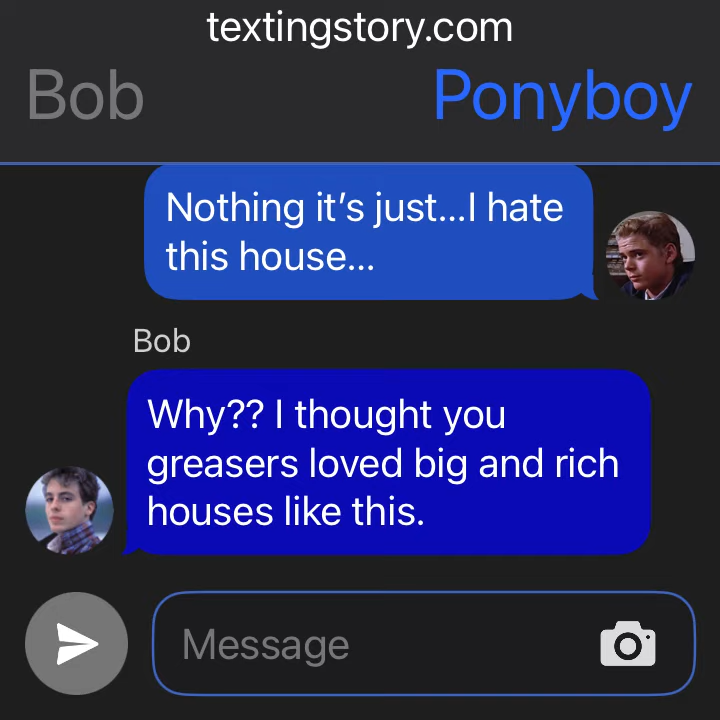 textingstory.com
Bob
Ponyboy
Nothing it’s just...I hate
this house...
Bob
Why?? I thought you
greasers loved big and rich
houses like this.
Message